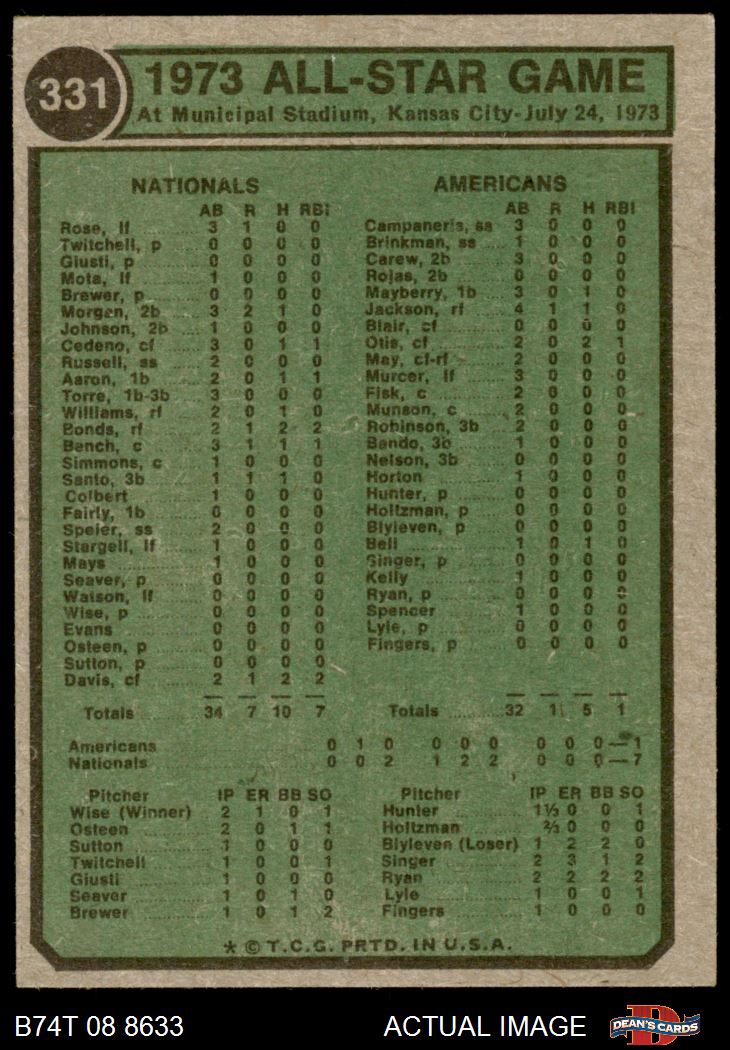 331
1973 ALL-STAR GAME
At Municipal Stadium, Kansas City-July 24, 1973
NATIONALS
AB R H RBI
Rose, lf 3 1 0 0
Twitchell, p 0 0 0 0
Giusti, p 0 0 0 0
Mota, lf 1 0 0 0
Brewer, p 0 0 0 0
Morgan, 2b 3 2 1 0
Johnson, 2b 1 0 0 0
Cedeno, cf 3 0 1 1
Russell, ss 2 0 0 0
Aaron, 1b 2 0 1 1
Torre, 1b-3b 3 0 0 0
Williams, rf 2 0 1 0
Bonds, rf 2 1 2 2
Bench, c 3 1 1 1
Simmons, c 1 0 0 0
Santo, 3b 1 1 1 0
Colbert 1 0 0 0
Fairly, 1b 0 0 0 0
Speier, ss 2 0 0 0
Stargell, lf 1 0 0 0
Mays 1 0 0 0
Seaver, p 0 0 0 0
Watson, lf 0 0 0 0
Wise, p 0 0 0 0
Evans 0 0 0 0
Osteen, p 0 0 0 0
Sutton, p 0 0 0 0
Davis, cf 2 1 2 2
Totals 34 7 10 7
AMERICANS
AB R H RBI
Campaneris, ss 3 0 0 0
Brinkman, ss 1 0 0 0
Carew, 2b 3 0 0 0
Rojas, 2b 0 0 0 0
Mayberry, 1b 3 0 1 0
Jackson, rf 4 1 1 0
Blair, cf 0 0 0 0
Otis, cf 2 0 2 1
May, cf-rf 2 0 0 0
Murcer, lf 3 0 0 0
Fisk, c 2 0 0 0
Munson, c 2 0 0 0
Robinson, 3b 2 0 0 0
Bando, 3b 1 0 0 0
Nelson, 3b 0 0 0 0
Horton 1 0 0 0
Hunter, p 0 0 0 0
Holtzman, p 0 0 0 0
Blyleven, p 0 0 0 0
Bell 1 0 1 0
Singer, p 0 0 0 0
Kelly 1 0 0 0
Ryan, p 0 0 0 0
Spencer 1 0 0 0
Lyle, p 0 0 0 0
Fingers, p 0 0 0 0
Totals 32 1 5 1
Americans 0 1 0 0 0 0 0 0 0—1
Nationals 0 0 2 1 2 2 0 0 0—7
Pitcher IP ER BB SO
Wise (Winner) 2 1 0 1
Osteen 2 0 1 1
Sutton 1 0 0 0
Twitchell 1 0 0 1
Giusti 1 0 0 0
Seaver 1 0 1 0
Brewer 1 0 1 2
Pitcher IP ER BB SO
Hunter 1⅓ 0 0 1
Holtzman ⅔ 0 0 0
Blyleven (Loser) 1 2 2 0
Singer 2 3 1 2
Ryan 2 2 2 2
Lyle 1 0 0 1
Fingers 1 0 0 0
* © T.C.G. PRTD. IN U.S.A.
B74T 08 8633
ACTUAL IMAGE
D
DEAN'S CARDS